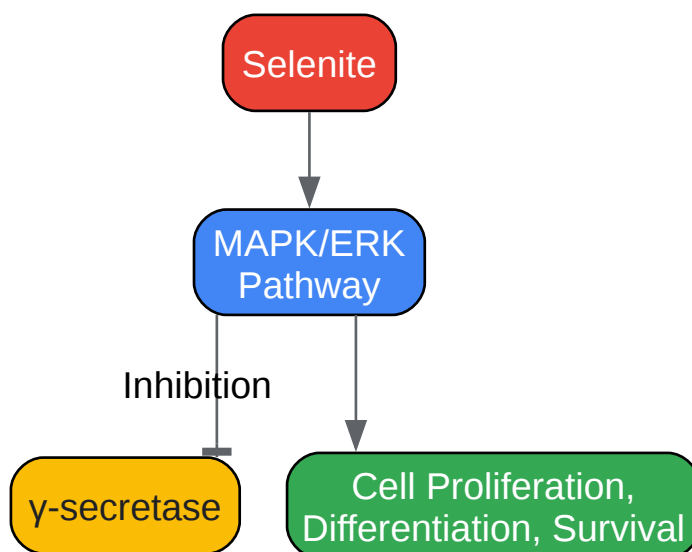 Selenite
MAPK/ERK
Pathway
Inhibition
γ-secretase
Cell Proliferation,
Differentiation, Survival